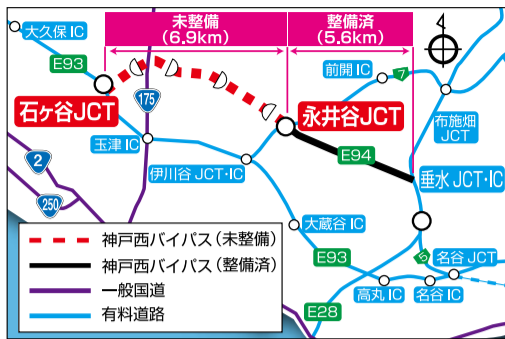 未整備
(6.9km)
整備済
(5.6km)
大久保IC
E93
石ヶ谷JCT
175
前開IC
7
永井谷JCT
布施畑
JCT
玉津IC
2
伊川谷JCT・IC
E94
垂水JCT・IC
250
大蔵谷IC
神戸西バイパス(未整備)
神戸西バイパス(整備済)
一般国道
有料道路
E93
5
名谷JCT
E28
高丸IC
名谷IC